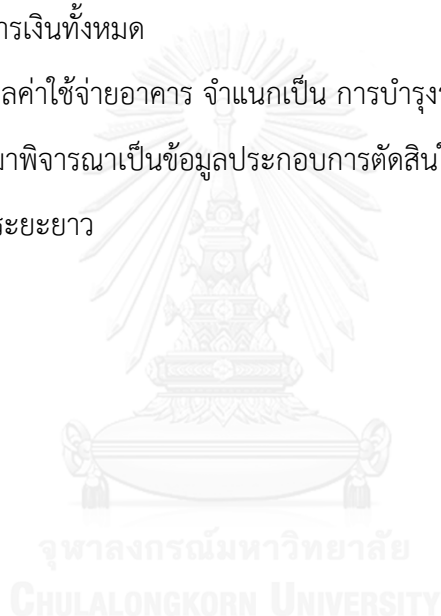 ารเงินทั้งหมด
ลค่าใช้จ่ายอาคาร จำแนกเป็น การบำรุงร
มาพิจารณาเป็นข้อมูลประกอบการตัดสินใ
ระยะยาว
จุฬาลงกรณ์มหาวิทยาลัย
CHULALONGKORN UNIVERSITY